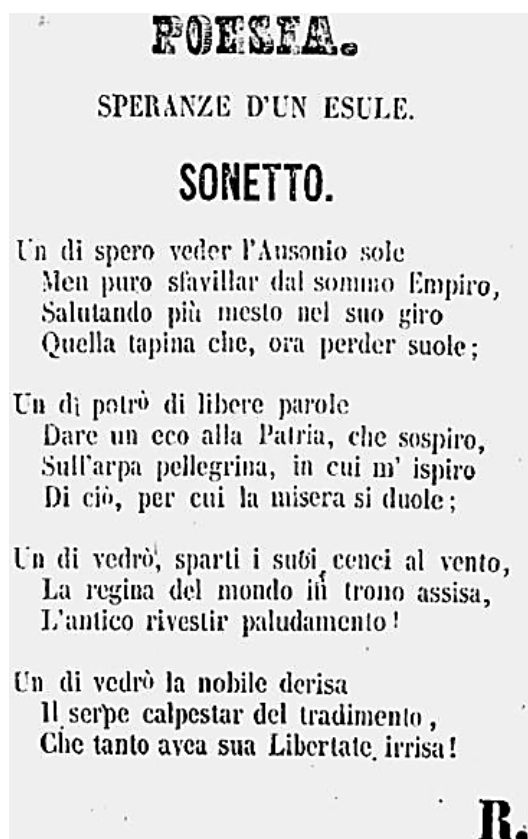 POESIA.
SPERANZE D'UN ESULE.
SONETTO.
Un di spero veder l'Ausonio sole
Men puro sfavillar dal sommo Empiro,
Salutando più mesto nel suo giro
Quella tapina che, ora perder suole;
Un dì potrò di libere parole
Dare un eco alla Patria, che sospiro,
Sull'arpa pellegrina, in cui m' ispiro
Di ciò, per cui la misera si duole;
Un di vedrò, sparti i suoi cenci al vento,
La regina del mondo in trono assisa,
L'antico rivestir paludamento!
Un di vedrò la nobile derisa
Il serpe calpestar del tradimento,
Che tanto avea sua Libertate irrisa!
B.